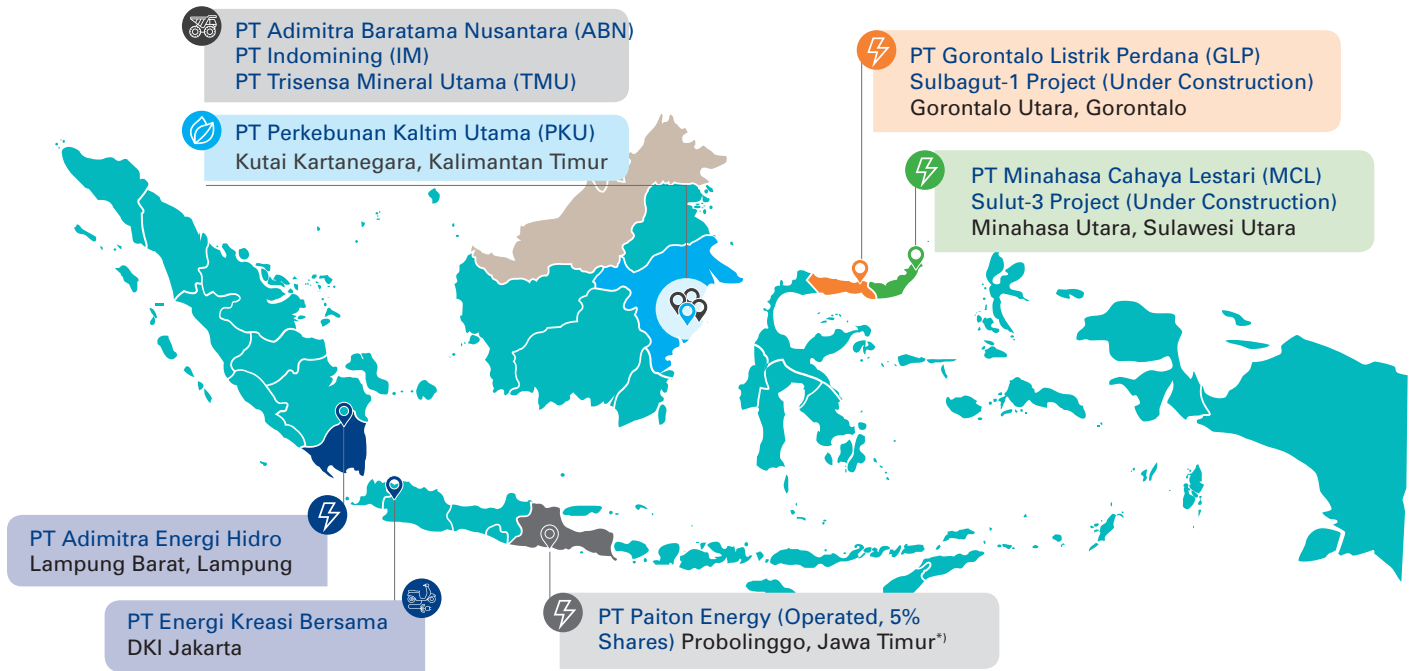 PT Adimitra Baratama Nusantara (ABN)
PT Indomining (IM)
PT Trisensa Mineral Utama (TMU)
PT Perkebunan Kaltim Utama (PKU)
Kutai Kartanegara, Kalimantan Timur
PT Gorontalo Listrik Perdana (GLP)
Sulbagut-1 Project (Under Construction)
Gorontalo Utara, Gorontalo
PT Minahasa Cahaya Lestari (MCL)
Sulut-3 Project (Under Construction)
Minahasa Utara, Sulawesi Utara
PT Adimitra Energi Hidro
Lampung Barat, Lampung
PT Energi Kreasi Bersama
DKI Jakarta
PT Paiton Energy (Operated, 5%
Shares) Probolinggo, Jawa Timur*)